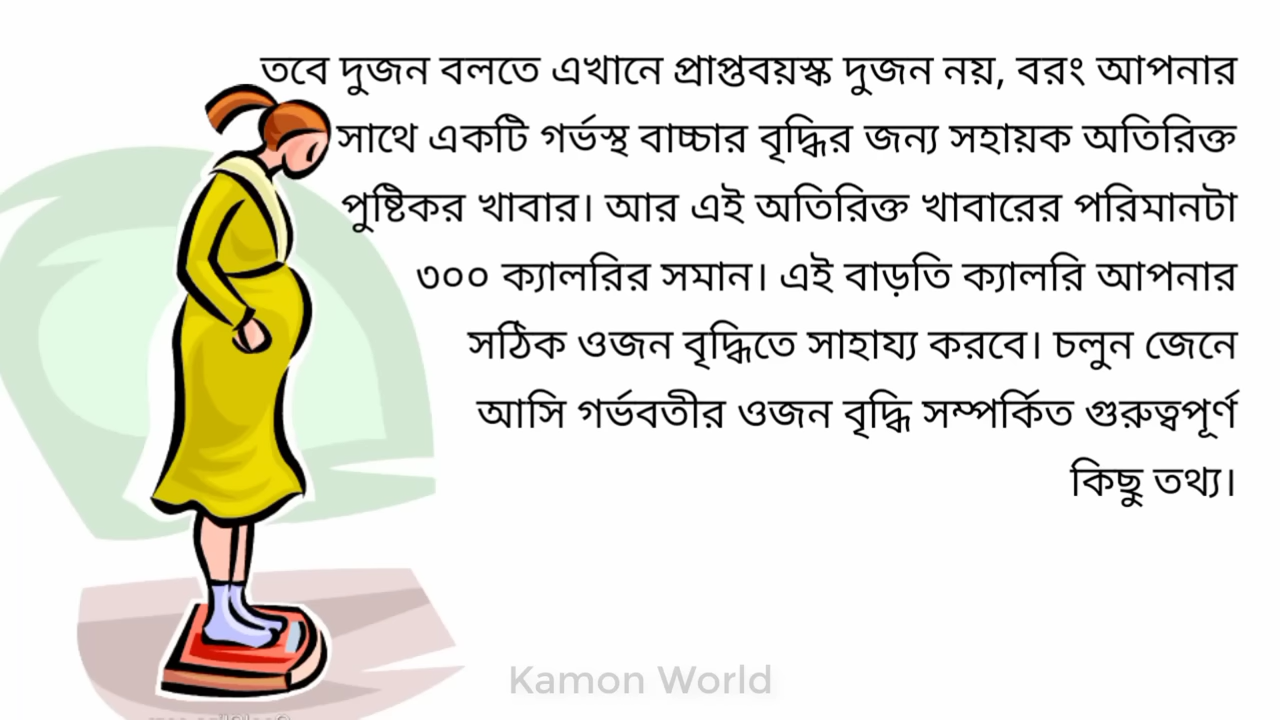 তবে দুজন বলতে এখানে প্রাপ্তবয়স্ক দুজন নয়, বরং আপনার
সাথে একটি গর্ভস্থ বাচ্চার বৃদ্ধির জন্য সহায়ক অতিরিক্ত
পুষ্টিকর খাবার। আর এই অতিরিক্ত খাবারের পরিমানটা
৩০০ ক্যালরির সমান। এই বাড়তি ক্যালরি আপনার
সঠিক ওজন বৃদ্ধিতে সাহায্য করবে। চলুন জেনে
আসি গর্ভবতীর ওজন বৃদ্ধি সম্পর্কিত গুরুত্বপূর্ণ
কিছু তথ্য।
Kamon World